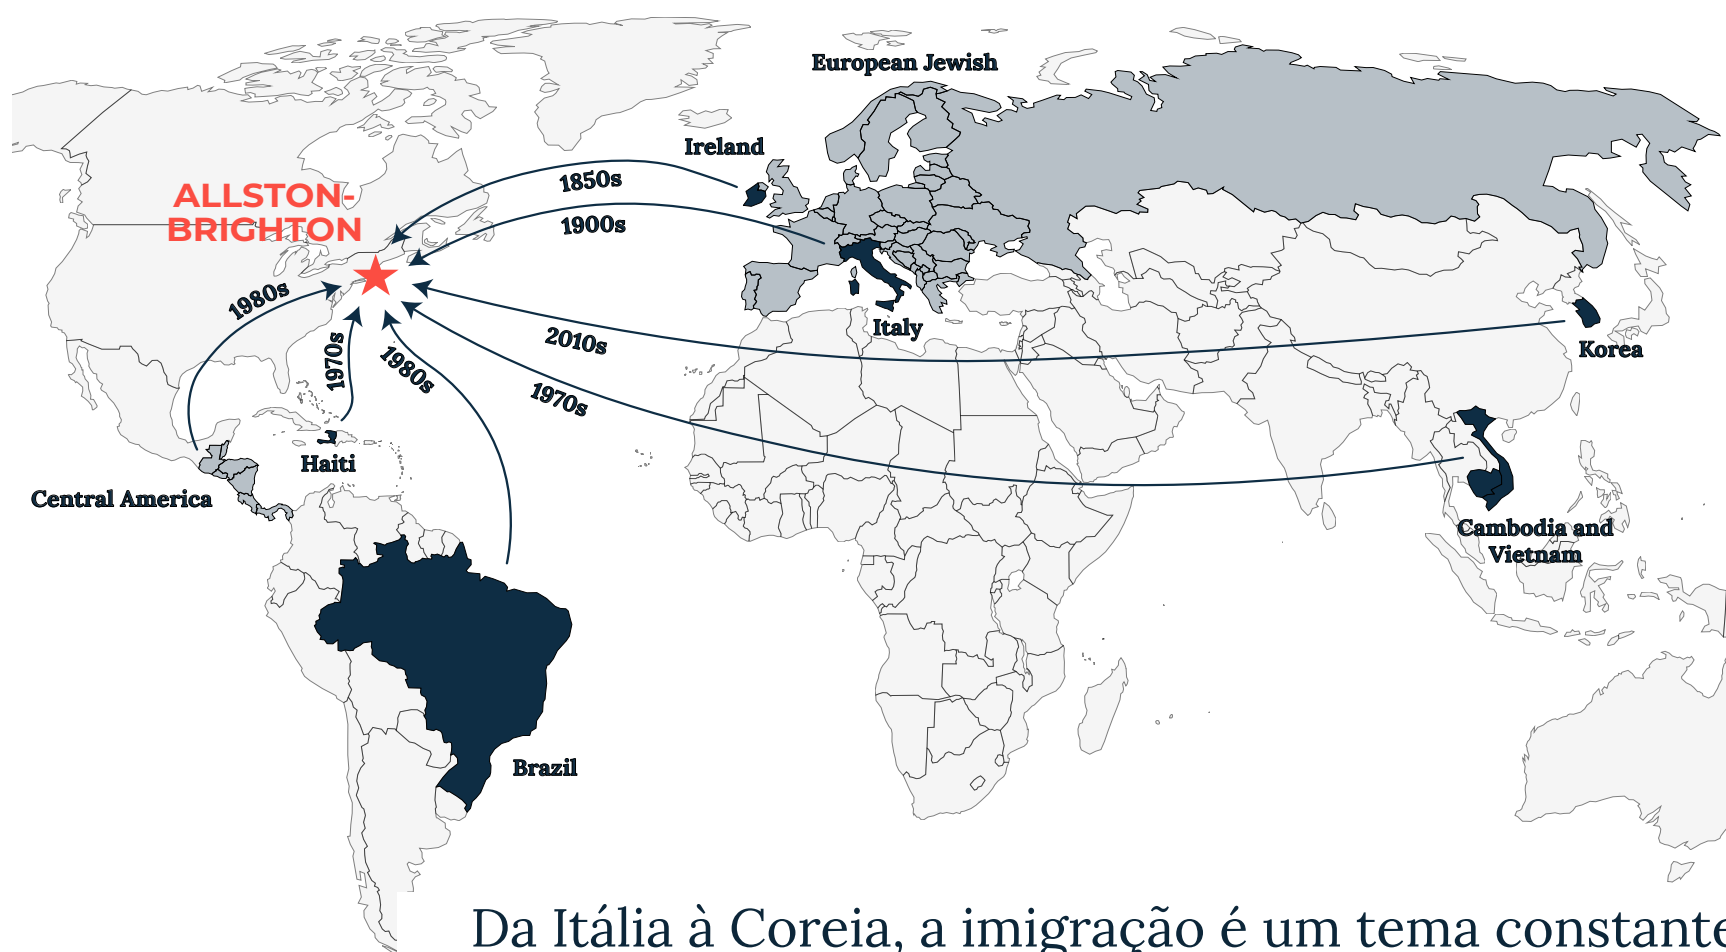 European Jewish
Ireland
1850s
ALLSTON-
BRIGHTON
1900s
1980s
Italy
2010s
1970s
1980s
Korea
1970s
Haiti
Central America
Cambodia and
Vietnam
Brazil
Da Itália à Coreia, a imigração é um tema constante